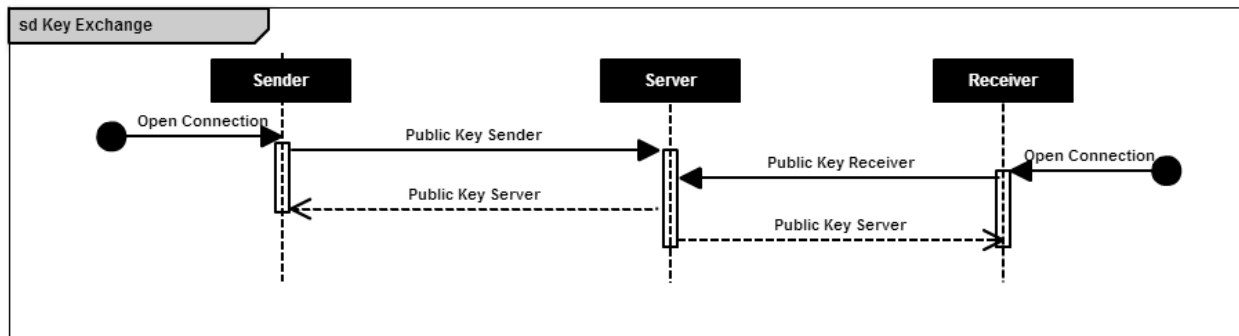 sd Key Exchange
Sender
Server
Receiver
Open Connection
Public Key Sender
Public Key Receiver
Open Connection
Public Key Server
Public Key Server